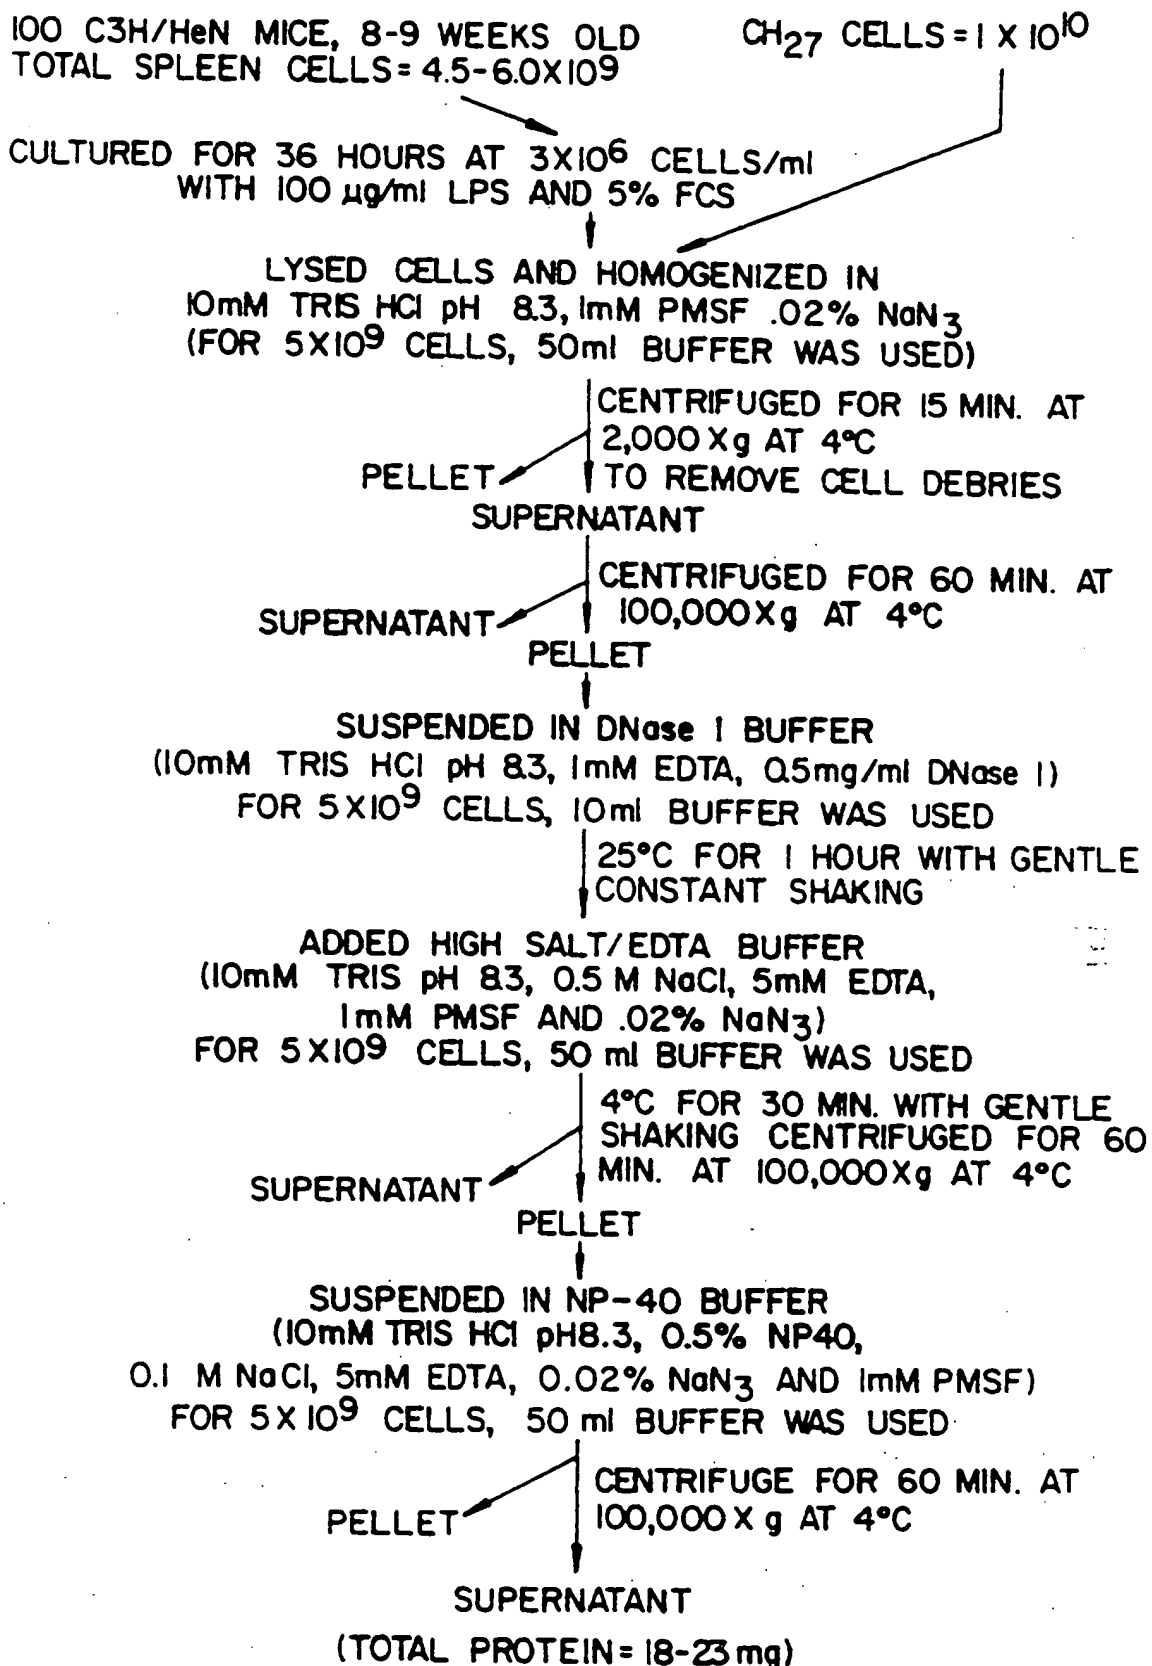 100 C3H/HeN MICE, 8-9 WEEKS OLD
TOTAL SPLEEN CELLS = 4.5-6.0X10⁹
CH₂₇ CELLS = 1 X 10¹⁰
CULTURED FOR 36 HOURS AT 3X10⁶ CELLS/ml
WITH 100 µg/ml LPS AND 5% FCS
LYSED CELLS AND HOMOGENIZED IN
10mM TRIS HCl pH 8.3, 1mM PMSF .02% NaN₃
(FOR 5X10⁹ CELLS, 50ml BUFFER WAS USED)
CENTRIFUGED FOR 15 MIN. AT
2,000 Xg AT 4°C
TO REMOVE CELL DEBRIES
PELLET
SUPERNATANT
CENTRIFUGED FOR 60 MIN. AT
100,000Xg AT 4°C
SUPERNATANT
PELLET
SUSPENDED IN DNase 1 BUFFER
(10mM TRIS HCl pH 8.3, 1mM EDTA, 0.5mg/ml DNase 1)
FOR 5X10⁹ CELLS, 10ml BUFFER WAS USED
25°C FOR 1 HOUR WITH GENTLE
CONSTANT SHAKING
ADDED HIGH SALT/EDTA BUFFER
(10mM TRIS pH 8.3, 0.5 M NaCl, 5mM EDTA,
1mM PMSF AND .02% NaN₃)
FOR 5X10⁹ CELLS, 50 ml BUFFER WAS USED
4°C FOR 30 MIN. WITH GENTLE
SHAKING CENTRIFUGED FOR 60
MIN. AT 100,000Xg AT 4°C
SUPERNATANT
PELLET
SUSPENDED IN NP-40 BUFFER
(10mM TRIS HCl pH8.3, 0.5% NP40,
0.1 M NaCl, 5mM EDTA, 0.02% NaN₃ AND 1mM PMSF)
FOR 5X10⁹ CELLS, 50 ml BUFFER WAS USED
CENTRIFUGE FOR 60 MIN. AT
100,000 X g AT 4°C
PELLET
SUPERNATANT
(TOTAL PROTEIN = 18-23 mg)